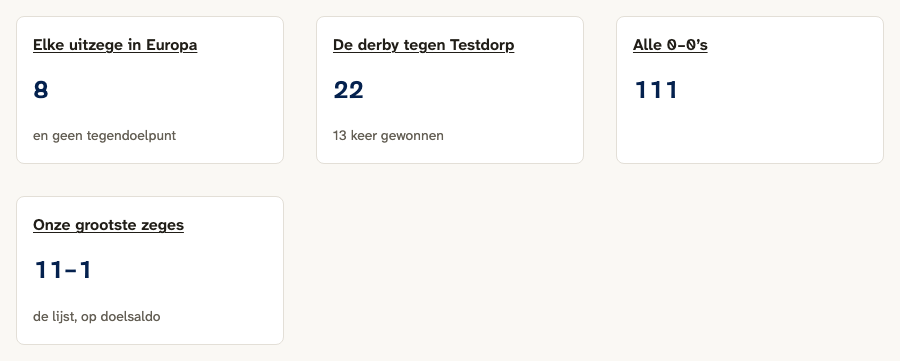 Elke uitzege in Europa
8
en geen tegendoelpunt
De derby tegen Testdorp
22
13 keer gewonnen
Alle 0–0’s
111
Onze grootste zeges
11–1
de lijst, op doelsaldo